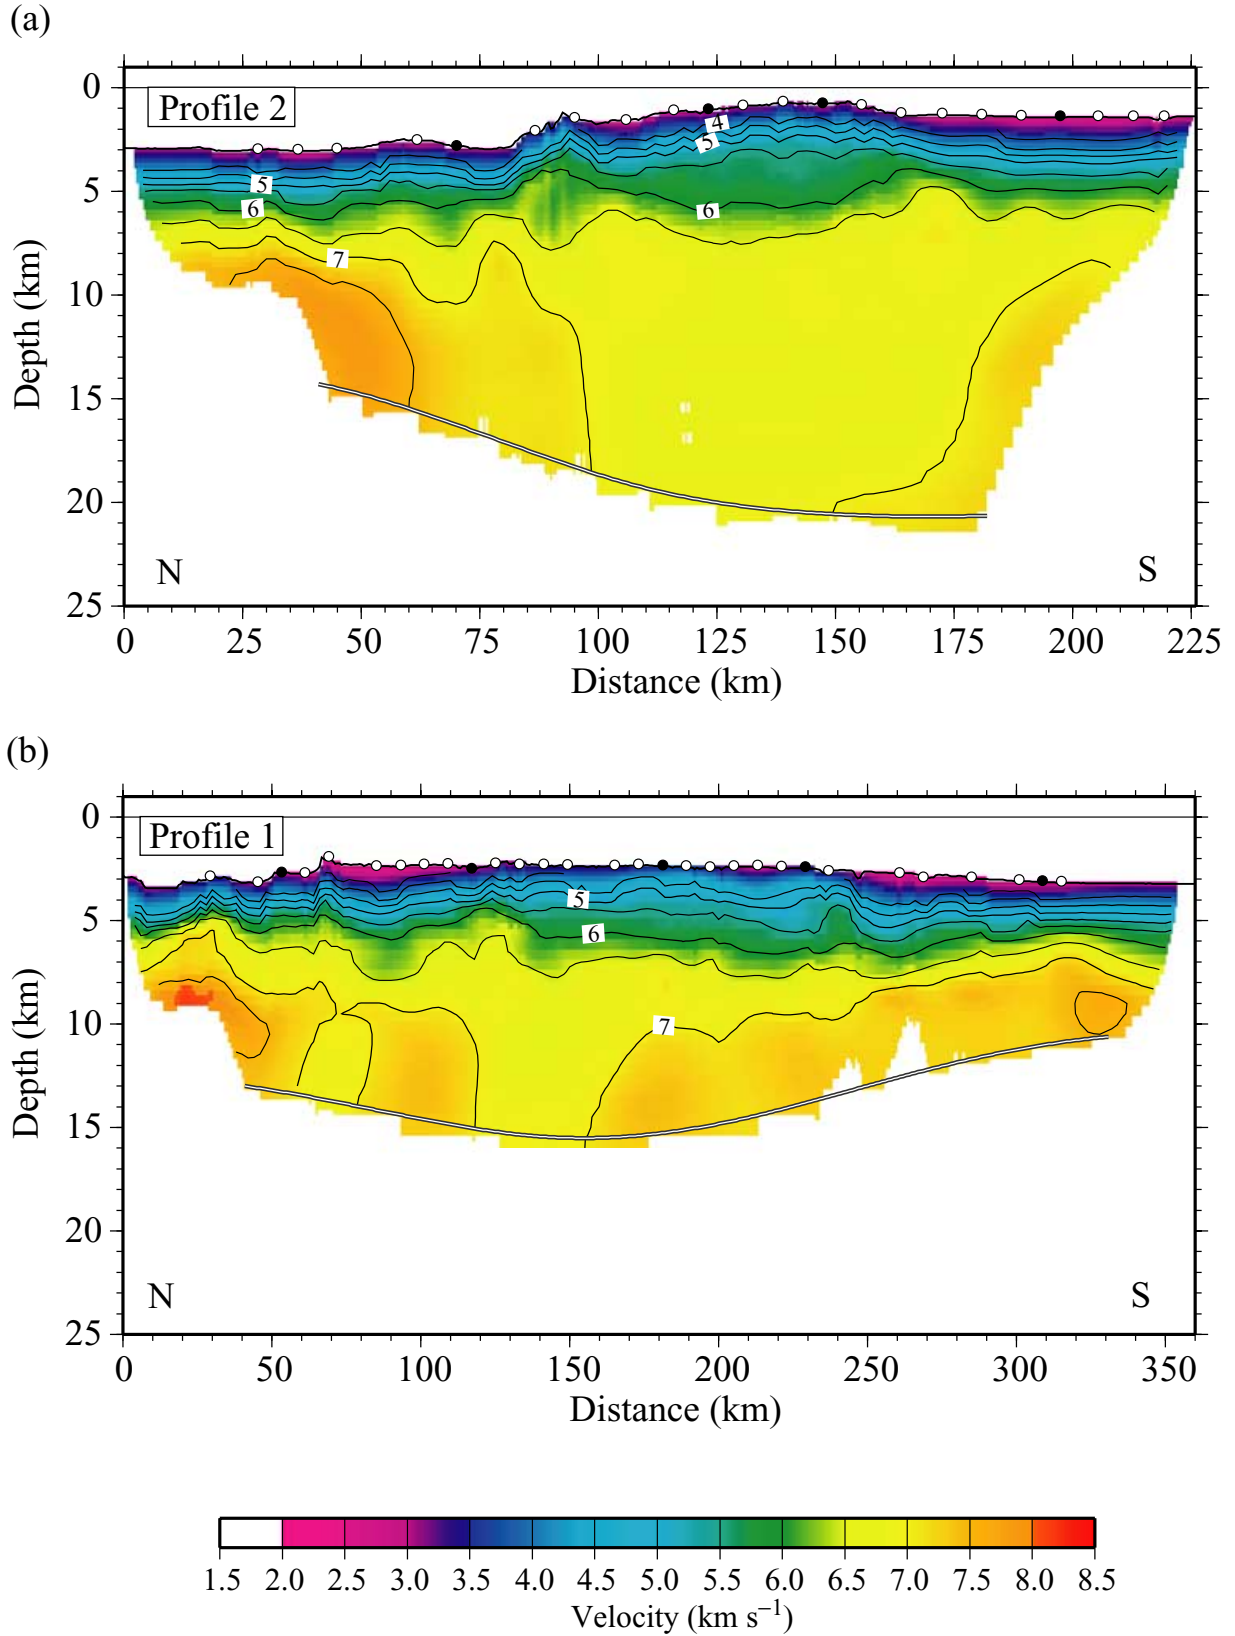 (a)
Profile 2
0
5
10
15
20
25
Depth (km)
4
5
5
6
6
7
N
S
0 25 50 75 100 125 150 175 200 225
Distance (km)
(b)
Profile 1
0
5
10
15
20
25
Depth (km)
5
6
7
N
S
0 50 100 150 200 250 300 350
Distance (km)
1.5 2.0 2.5 3.0 3.5 4.0 4.5 5.0 5.5 6.0 6.5 7.0 7.5 8.0 8.5
Velocity (km s⁻¹)